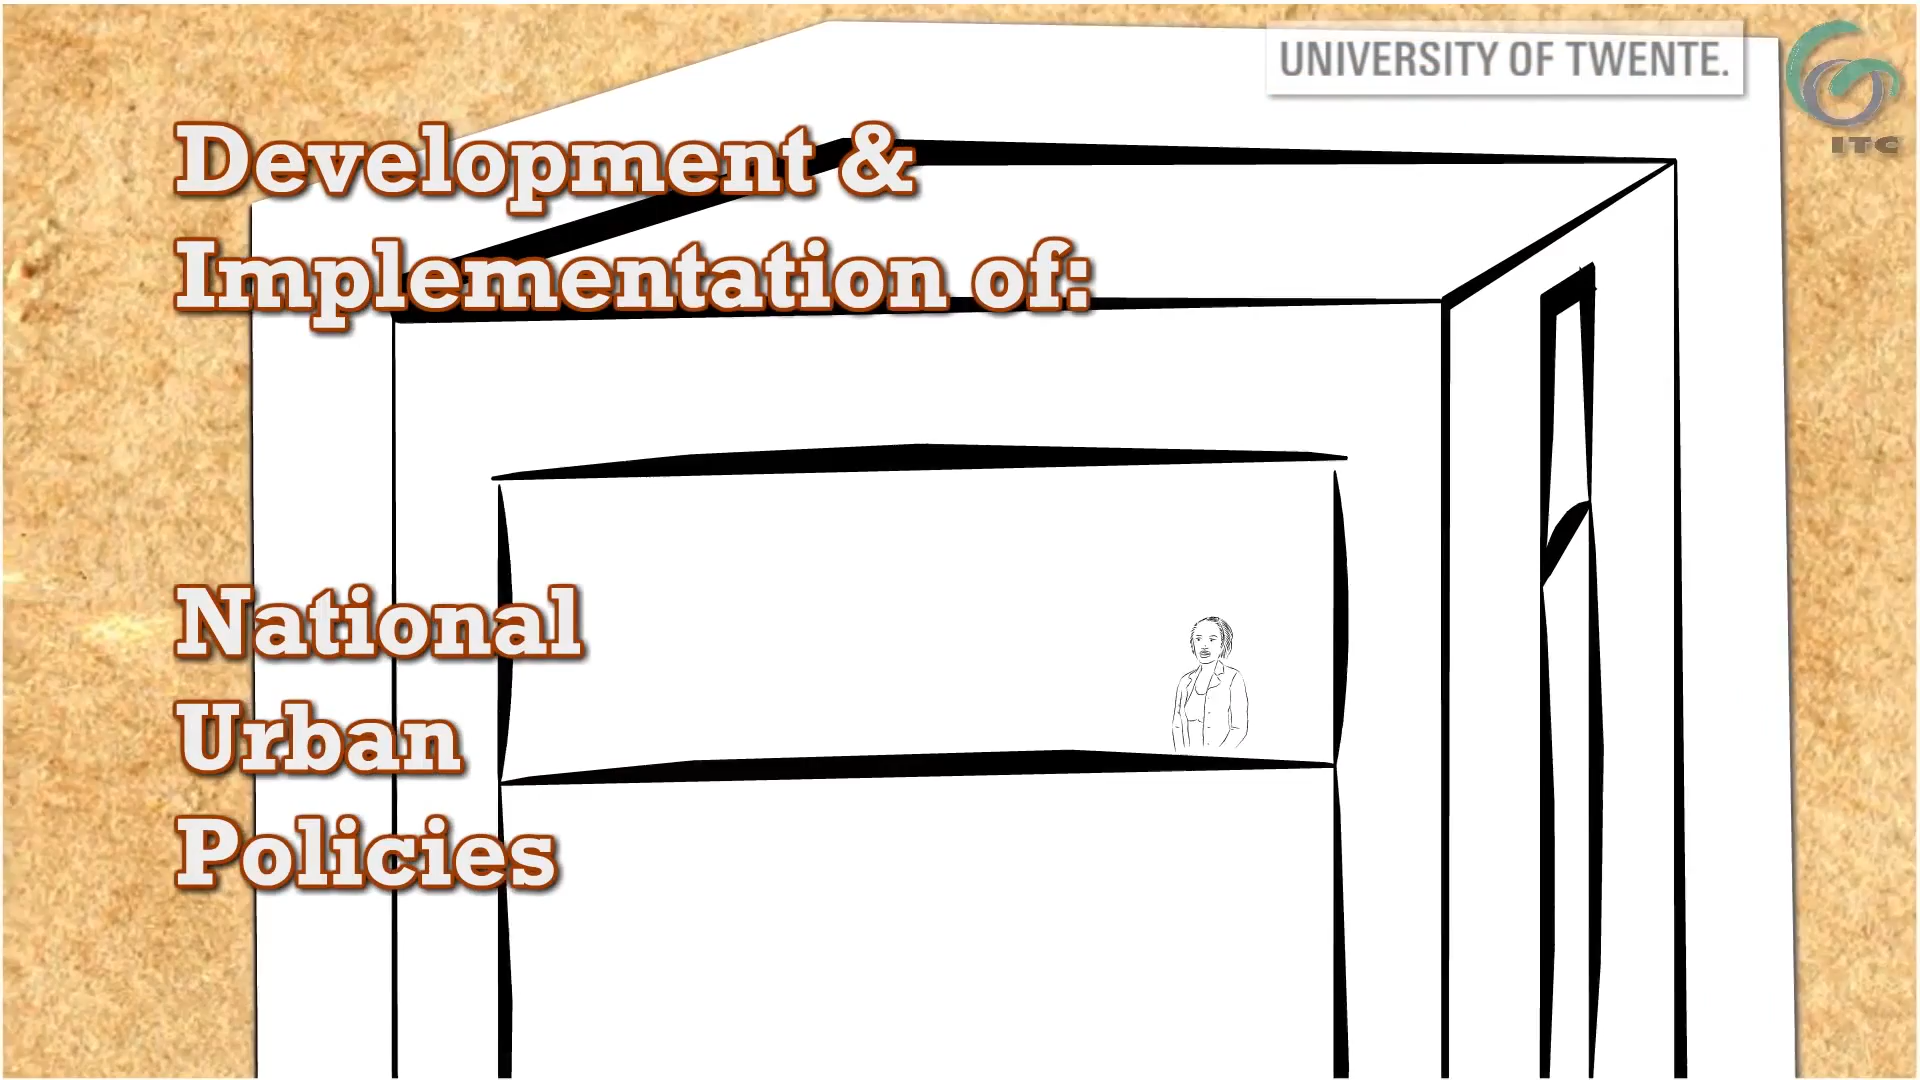 UNIVERSITY OF TWENTE.
ITC
Development &
Implementation of:
National
Urban
Policies